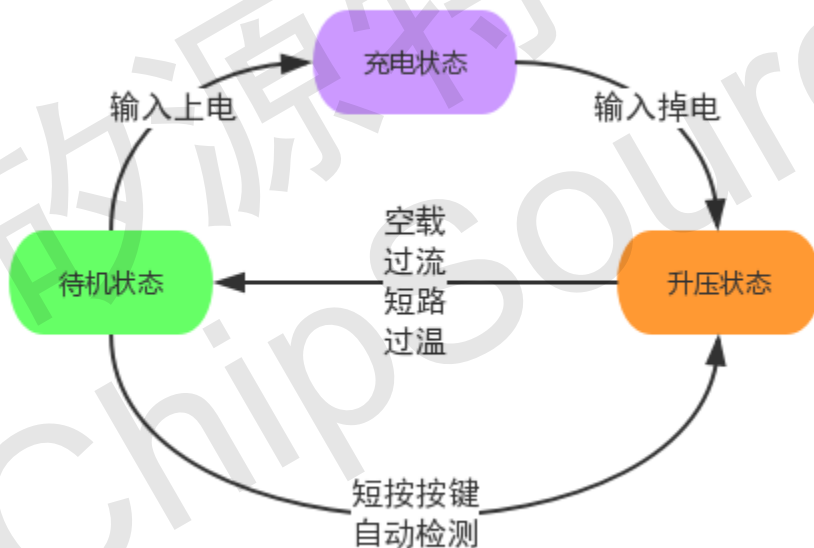 充电状态
输入上电
输入掉电
空载
过流
短路
过温
待机状态
升压状态
短按按键
自动检测